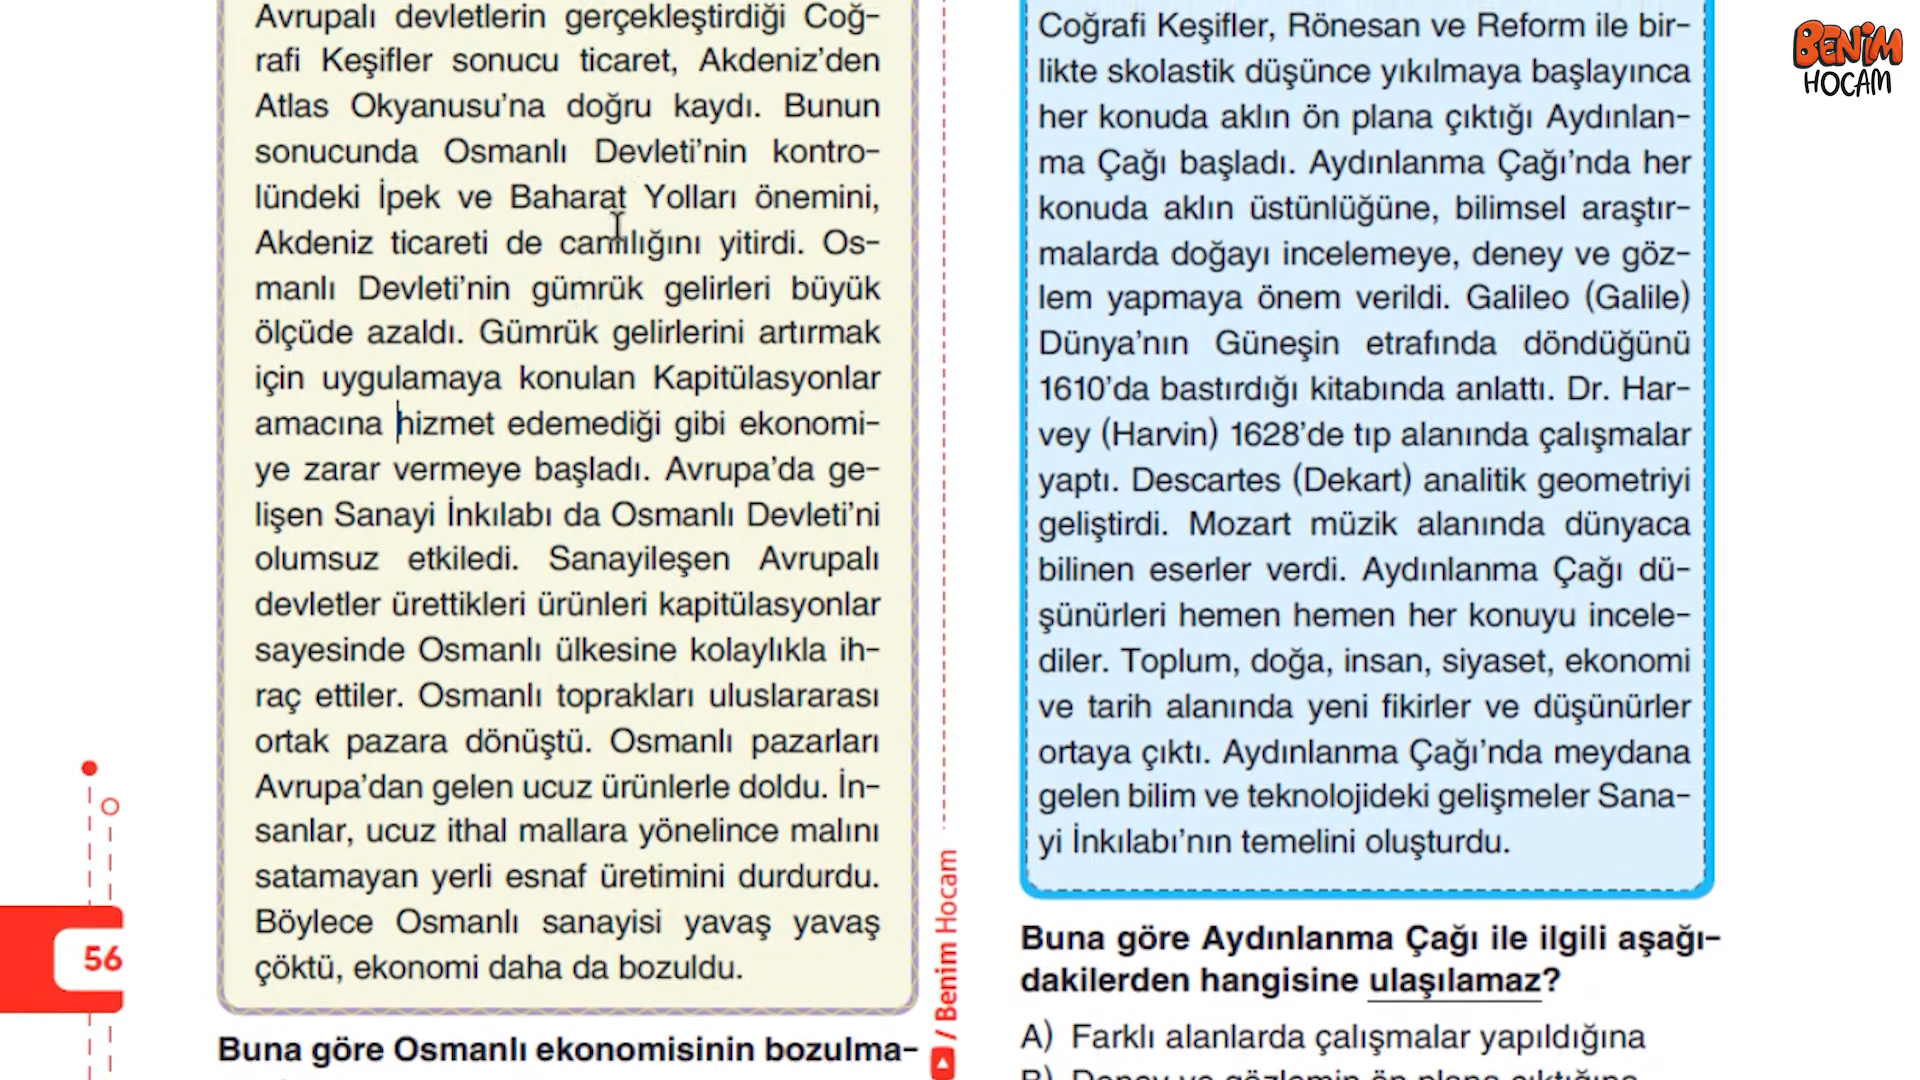 Avrupalı devletlerin gerçekleştirdiği Coğ-
rafi Keşifler sonucu ticaret, Akdeniz’den
Atlas Okyanusu’na doğru kaydı. Bunun
sonucunda Osmanlı Devleti’nin kontro-
lündeki İpek ve Baharat Yolları önemini,
Akdeniz ticareti de canlılığını yitirdi. Os-
manlı Devleti’nin gümrük gelirleri büyük
ölçüde azaldı. Gümrük gelirlerini artırmak
için uygulamaya konulan Kapitülasyonlar
amacına hizmet edemediği gibi ekonomi-
ye zarar vermeye başladı. Avrupa’da ge-
lişen Sanayi İnkılabı da Osmanlı Devleti’ni
olumsuz etkiledi. Sanayileşen Avrupalı
devletler ürettikleri ürünleri kapitülasyonlar
sayesinde Osmanlı ülkesine kolaylıkla ih-
raç ettiler. Osmanlı toprakları uluslararası
ortak pazara dönüştü. Osmanlı pazarları
Avrupa’dan gelen ucuz ürünlerle doldu. İn-
sanlar, ucuz ithal mallara yönelince malını
satamayan yerli esnaf üretimini durdurdu.
Böylece Osmanlı sanayisi yavaş yavaş
çöktü, ekonomi daha da bozuldu.
Buna göre Osmanlı ekonomisinin bozulma-
56
/ Benim Hocam
Coğrafi Keşifler, Rönesan ve Reform ile bir-
likte skolastik düşünce yıkılmaya başlayınca
her konuda aklın ön plana çıktığı Aydınlan-
ma Çağı başladı. Aydınlanma Çağı’nda her
konuda aklın üstünlüğüne, bilimsel araştır-
malarda doğayı incelemeye, deney ve göz-
lem yapmaya önem verildi. Galileo (Galile)
Dünya’nın Güneşin etrafında döndüğünü
1610’da bastırdığı kitabında anlattı. Dr. Har-
vey (Harvin) 1628’de tıp alanında çalışmalar
yaptı. Descartes (Dekart) analitik geometriyi
geliştirdi. Mozart müzik alanında dünyaca
bilinen eserler verdi. Aydınlanma Çağı dü-
şünürleri hemen hemen her konuyu incele-
diler. Toplum, doğa, insan, siyaset, ekonomi
ve tarih alanında yeni fikirler ve düşünürler
ortaya çıktı. Aydınlanma Çağı’nda meydana
gelen bilim ve teknolojideki gelişmeler Sana-
yi İnkılabı’nın temelini oluşturdu.
Buna göre Aydınlanma Çağı ile ilgili aşağı-
dakilerden hangisine ulaşılamaz?
A) Farklı alanlarda çalışmalar yapıldığına
B) Deney ve gözlemin ön plana çıktığına
BENİM
HOCAM